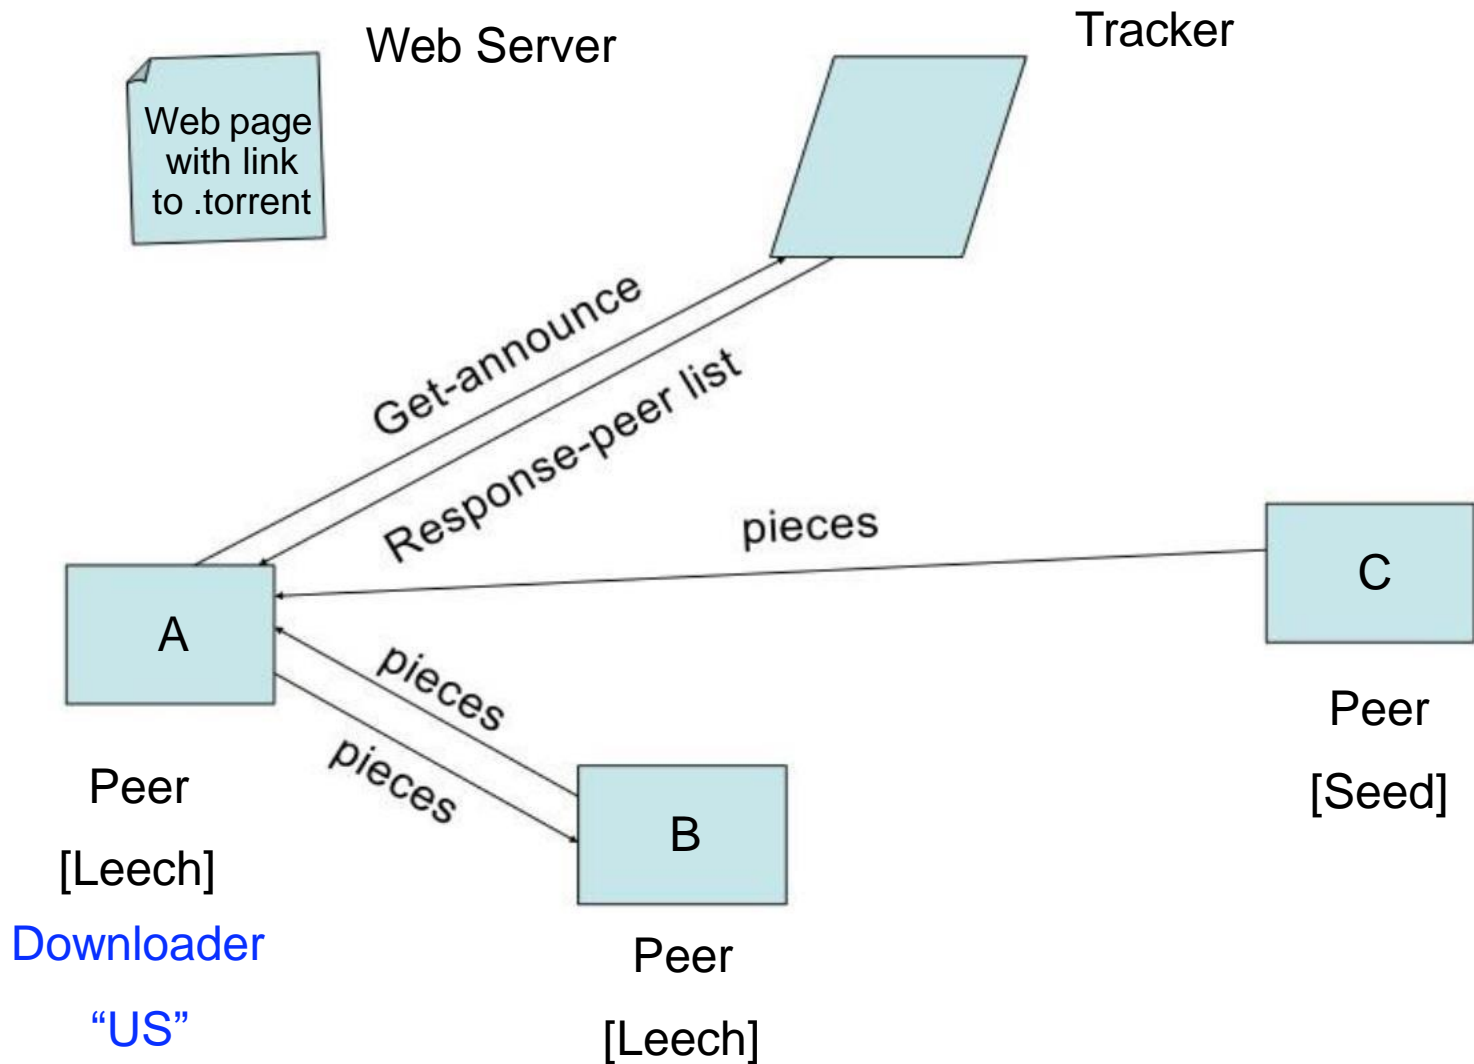 Web Server
Tracker
Web page
with link
to .torrent
Get-announce
Response-peer list
pieces
C
A
pieces
pieces
Peer
[Seed]
Peer
[Leech]
Downloader
“US”
B
Peer
[Leech]